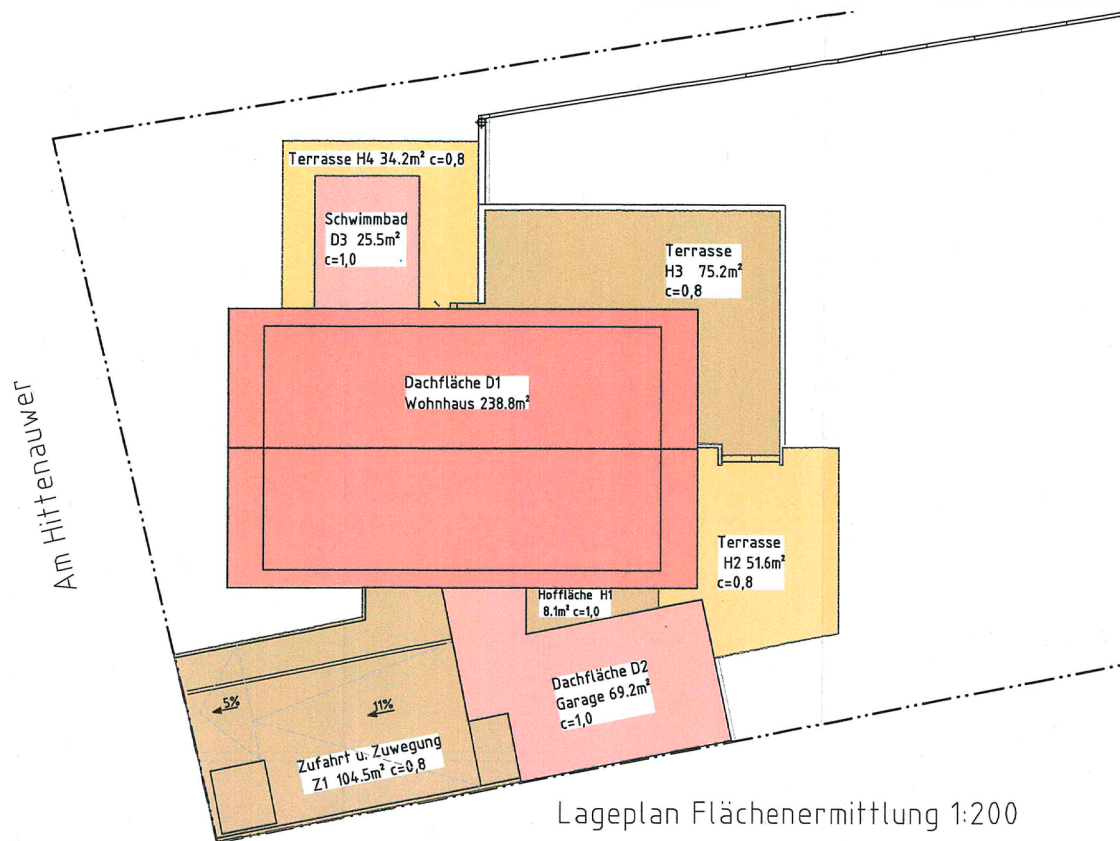 Terrasse H4 34.2m² c=0,8
Schwimmbad
D3 25.5m²
c=1,0
Terrasse
H3 75.2m²
c=0,8
Dachfläche D1
Wohnhaus 238.8m²
Am Hittenauwer
Terrasse
H2 51.6m²
c=0,8
Hoffläche H1
8.1m² c=1,0
Dachfläche D2
Garage 69.2m²
c=1,0
5%
11%
Zufahrt u. Zuwegung
Z1 104.5m² c=0,8
Lageplan Flächenermittlung 1:200